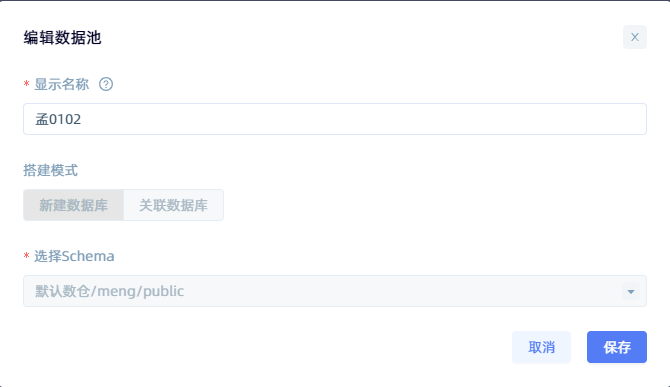 编辑数据池
* 显示名称
孟0102
搭建模式
新建数据库 关联数据库
* 选择Schema
默认数仓/meng/public
取消 保存